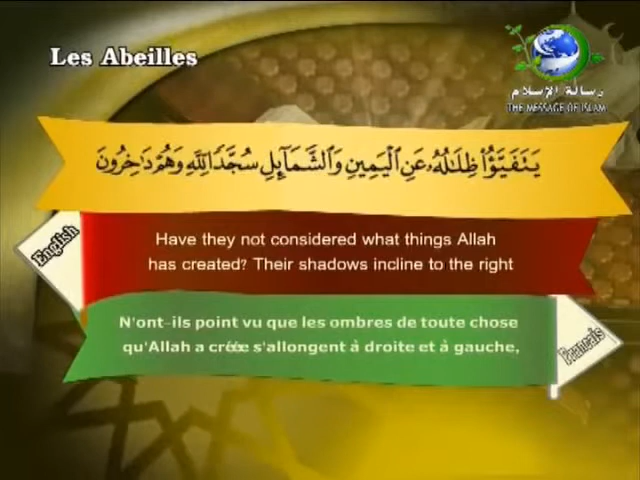 Les Abeilles
رسالة الإسلام
THE MESSAGE OF ISLAM
يَتَفَيَّؤُاْ ظِلَـٰلُهُۥ عَنِ ٱلْيَمِينِ وَٱلشَّمَآئِلِ سُجَّدًا لِّلَّهِ وَهُمْ دَٰخِرُونَ
English
Have they not considered what things Allah
has created? Their shadows incline to the right
N'ont-ils point vu que les ombres de toute chose
qu'Allah a créée s'allongent à droite et à gauche,
Francais